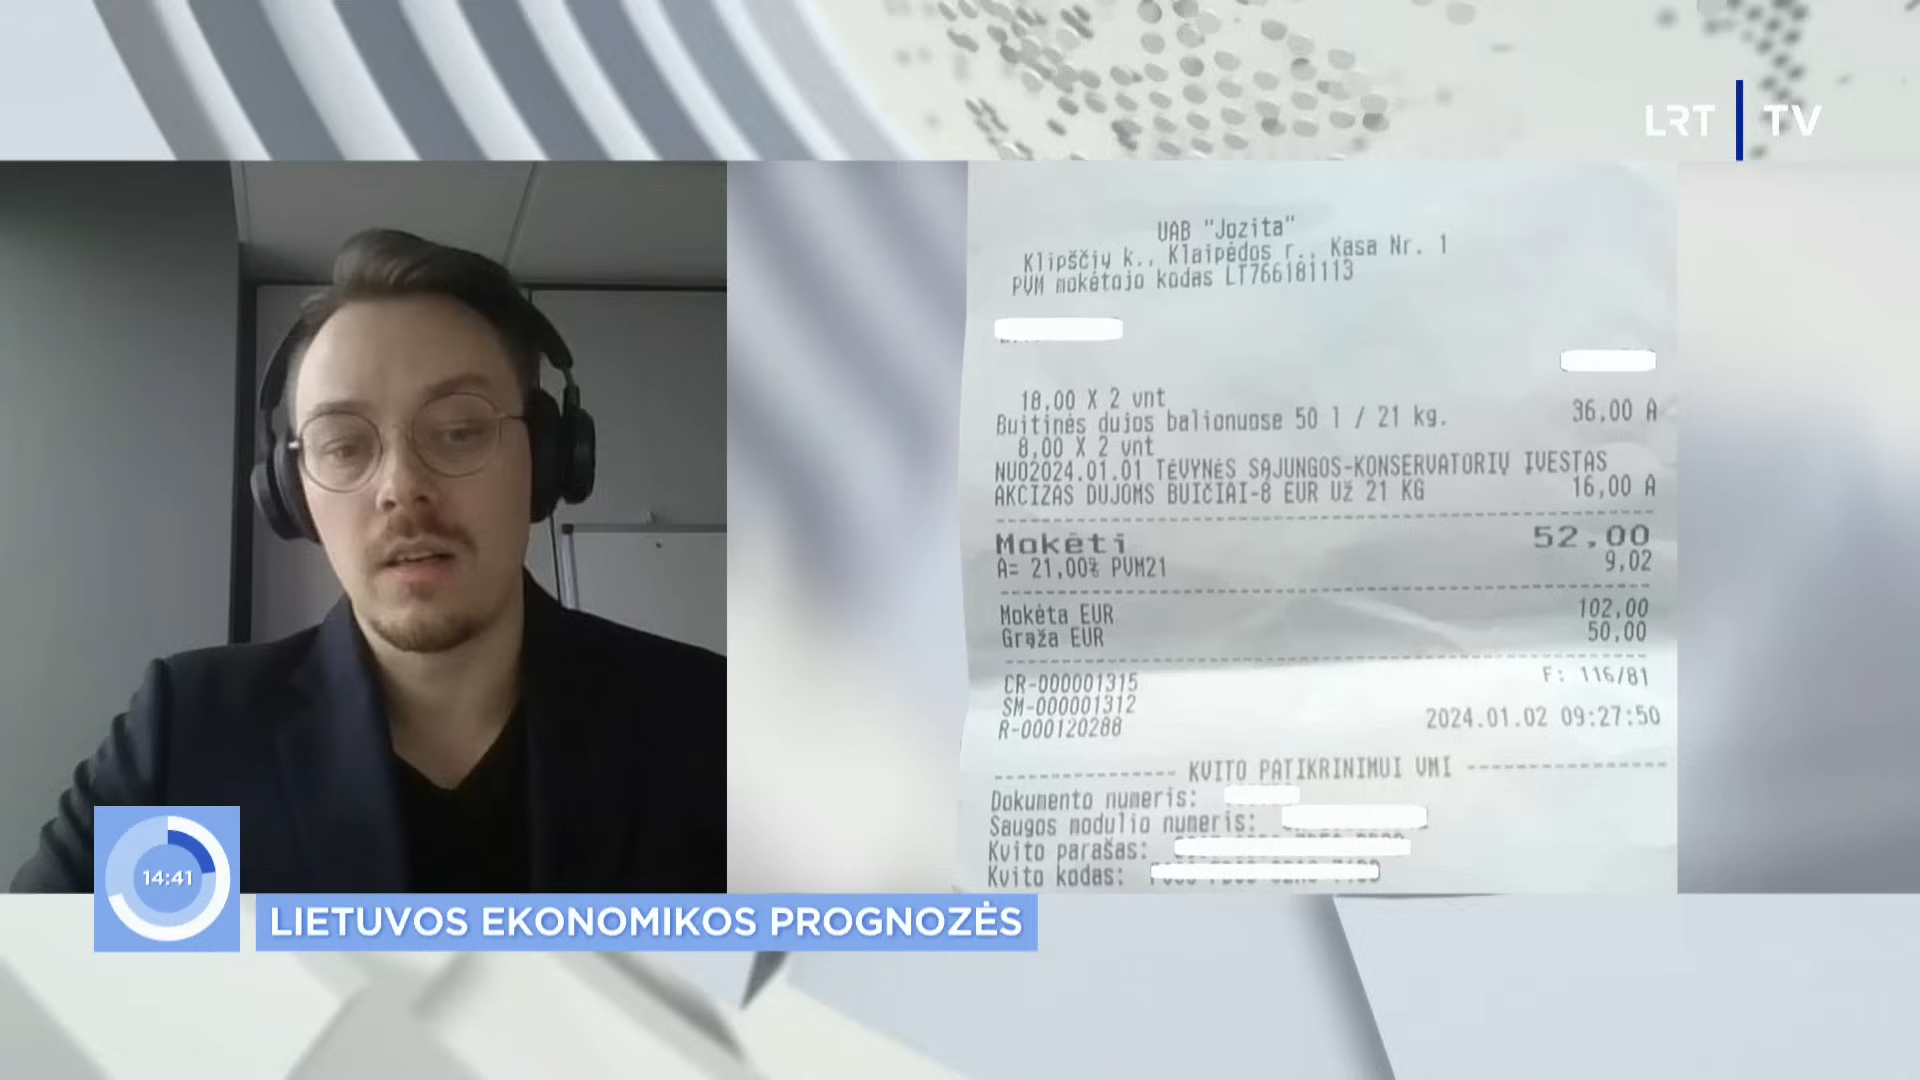 LRT TV
UAB "Jozita"
Klipščių k., Klaipėdos r., Kasa Nr. 1
PVM mokėtojo kodas LT766181113
18,00 X 2 vnt
Buitinės dujos balionuose 50 l / 21 kg. 36,00 A
8,00 X 2 vnt
NUO2024.01.01 TĖVYNĖS SĄJUNGOS-KONSERVATORIŲ ĮVESTAS
AKCIZAS DUJOMS BUIČIAI-8 EUR UŽ 21 KG 16,00 A
Mokėti 52,00
A= 21,00% PVM21 9,02
Mokėta EUR 102,00
Grąža EUR 50,00
CR-000001315 F: 116/81
SM-000001312
R-000120288 2024.01.02 09:27:50
KVITO PATIKRINIMUI VMI
Dokumento numeris:
Saugos modulio numeris:
Kvito parašas:
Kvito kodas:
14:41
LIETUVOS EKONOMIKOS PROGNOZĖS